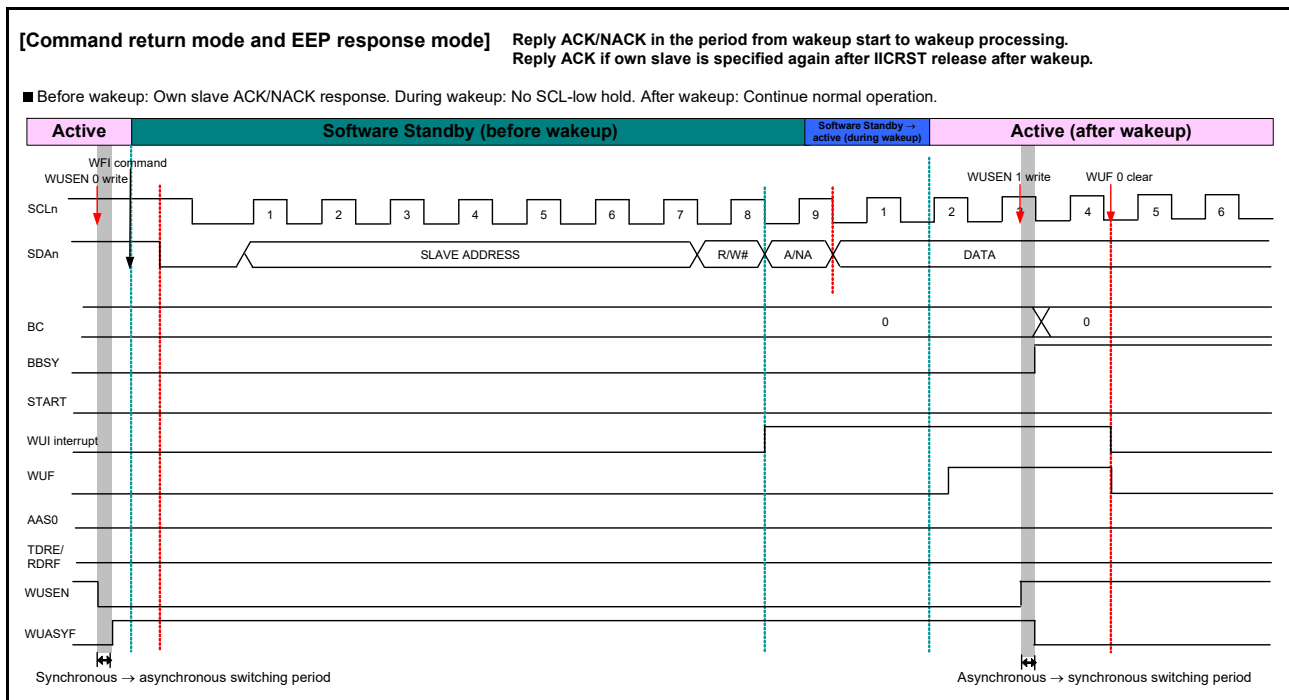 [Command return mode and EEP response mode] Reply ACK/NACK in the period from wakeup start to wakeup processing.
Reply ACK if own slave is specified again after IICRST release after wakeup.
■ Before wakeup: Own slave ACK/NACK response. During wakeup: No SCL-low hold. After wakeup: Continue normal operation.
Active Software Standby (before wakeup) Software Standby → active (during wakeup) Active (after wakeup)
WFI command
WUSEN 0 write WUSEN 1 write WUF 0 clear
SCLn 1 2 3 4 5 6 7 8 9 1 2 3 4 5 6
SDAn SLAVE ADDRESS R/W# A/NA DATA
BC 0 0
BBSY
START
WUI interrupt
WUF
AAS0
TDRE/
RDRF
WUSEN
WUASYF
Synchronous → asynchronous switching period Asynchronous → synchronous switching period